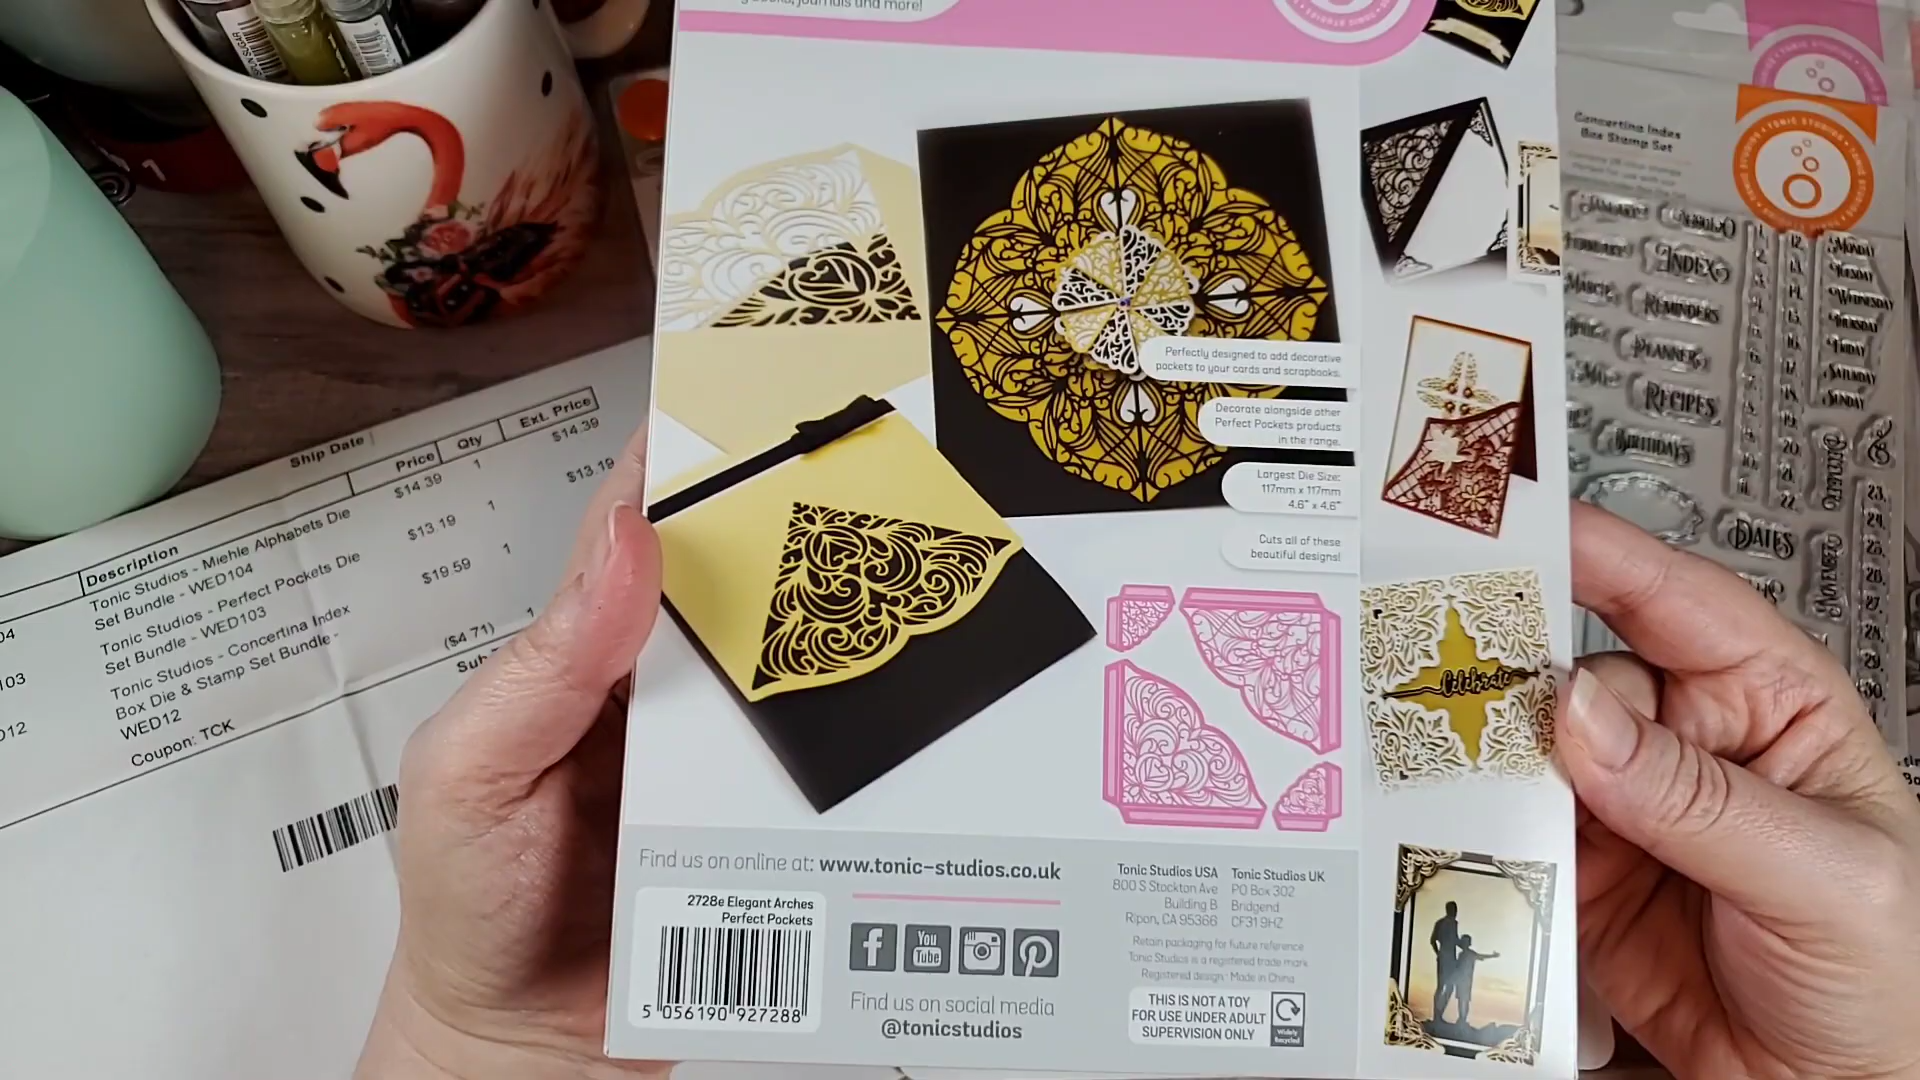 journals and more!
Perfectly designed to add decorative
pockets to your cards and scrapbooks.
Decorate alongside other
Perfect Pockets products
in the range.
Largest Die Size:
117mm x 117mm
4.6" x 4.6"
Cuts all of these
beautiful designs!
Celebrate
Find us on online at: www.tonic-studios.co.uk
2728e Elegant Arches
Perfect Pockets
5 056190 927288
Find us on social media
@tonicstudios
You
Tube
Tonic Studios USA
800 S Stockton Ave
Building B
Ripon, CA 95366
Tonic Studios UK
PO Box 302
Bridgend
CF31 9HZ
Retain packaging for future reference
Tonic Studios is a registered trade mark
Registered design · Made in China
THIS IS NOT A TOY
FOR USE UNDER ADULT
SUPERVISION ONLY
Widely
Recycled
Ship Date
Description
Price
Qty
Ext. Price
Tonic Studios - Miehle Alphabets Die
Set Bundle - WED104
$14.39
1
$14.39
Tonic Studios - Perfect Pockets Die
Set Bundle - WED103
$13.19
1
$13.19
Tonic Studios - Concertina Index
Box Die & Stamp Set Bundle -
WED12
$19.59
1
Coupon: TCK
($4.71)
1
Concertina Index
Box Stamp Set
TONIC STUDIOS
INDEX
REMINDERS
PLANNER
RECIPES
BIRTHDAYS
DATES
MONDAY
TUESDAY
WEDNESDAY
THURSDAY
FRIDAY
SATURDAY
SUNDAY